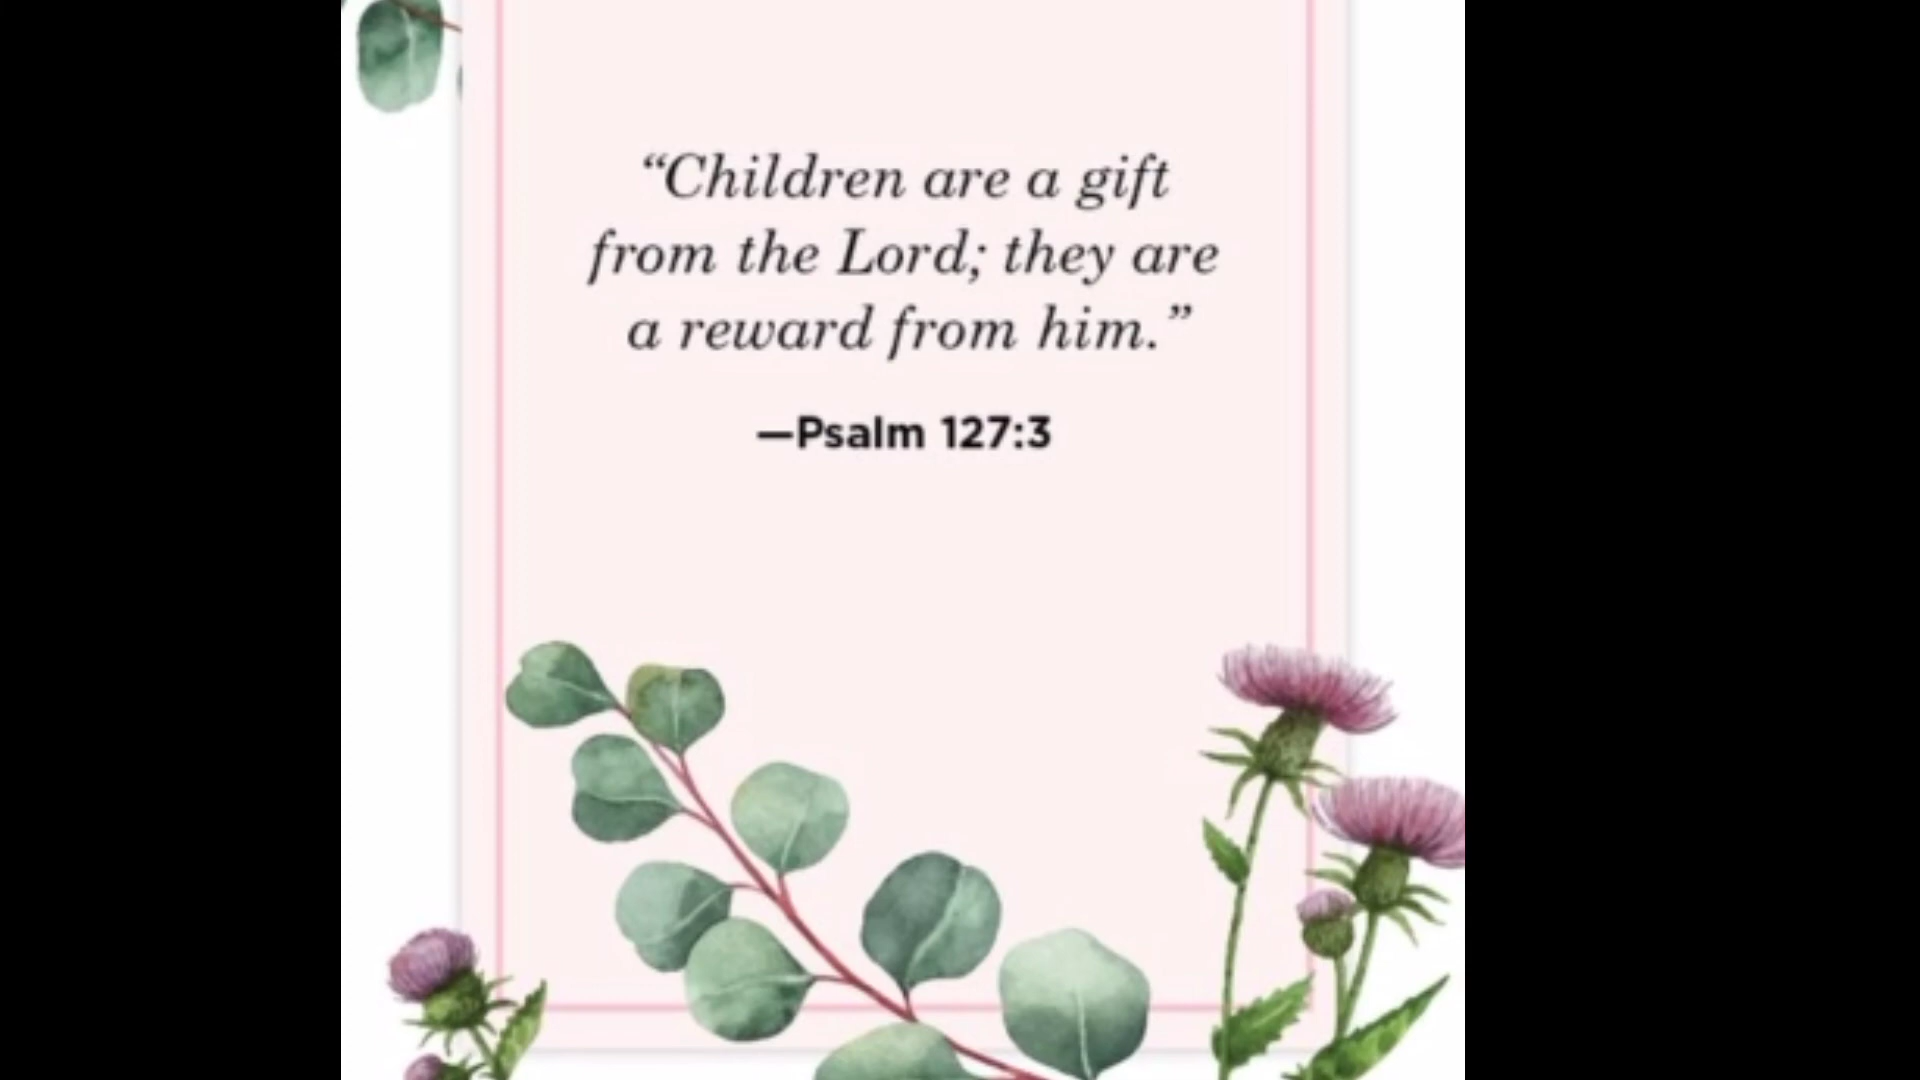 “Children are a gift
from the Lord; they are
a reward from him.”
—Psalm 127:3